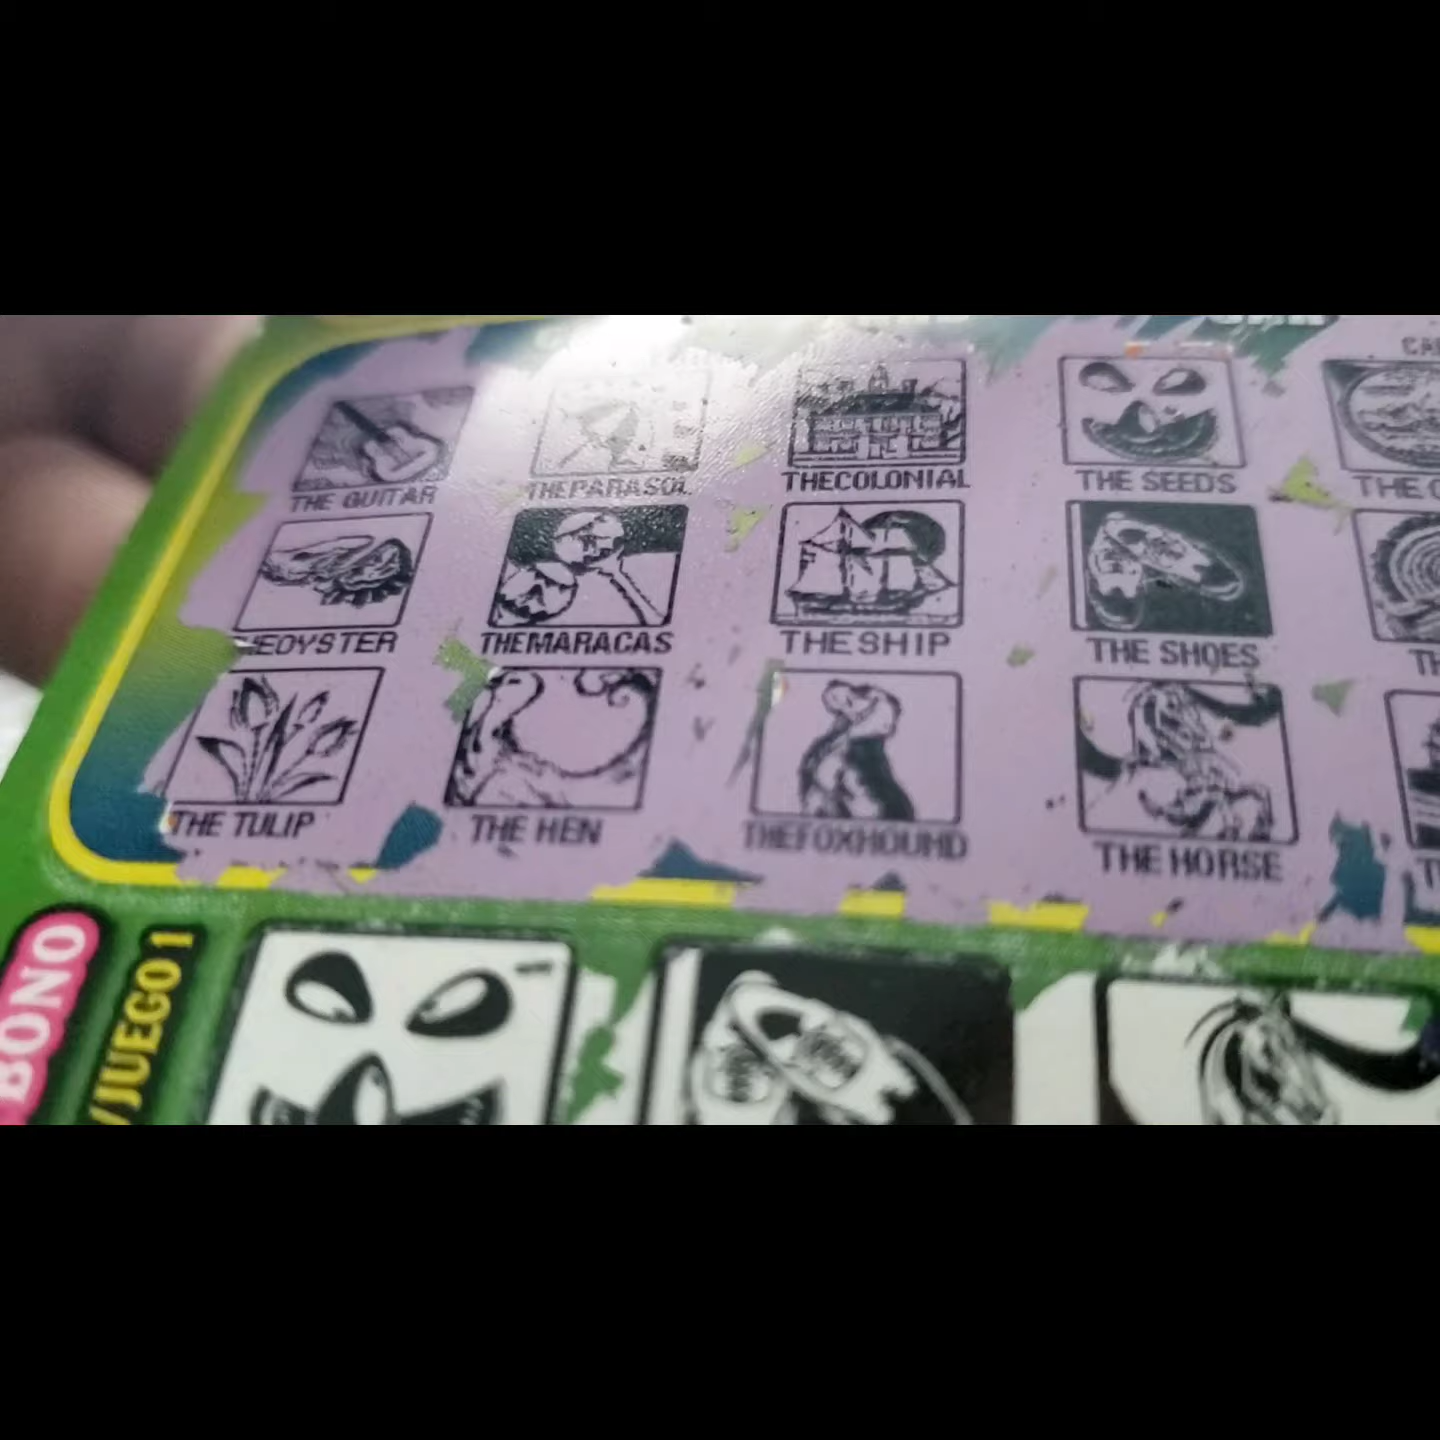 THE GUITAR THEPARASOL THECOLONIAL THE SEEDS
THEMARACAS THESHIP THE SHOES
THE TULIP THE HEN THEFOXHOUND THE HORSE
BONO
/JUEGO 1